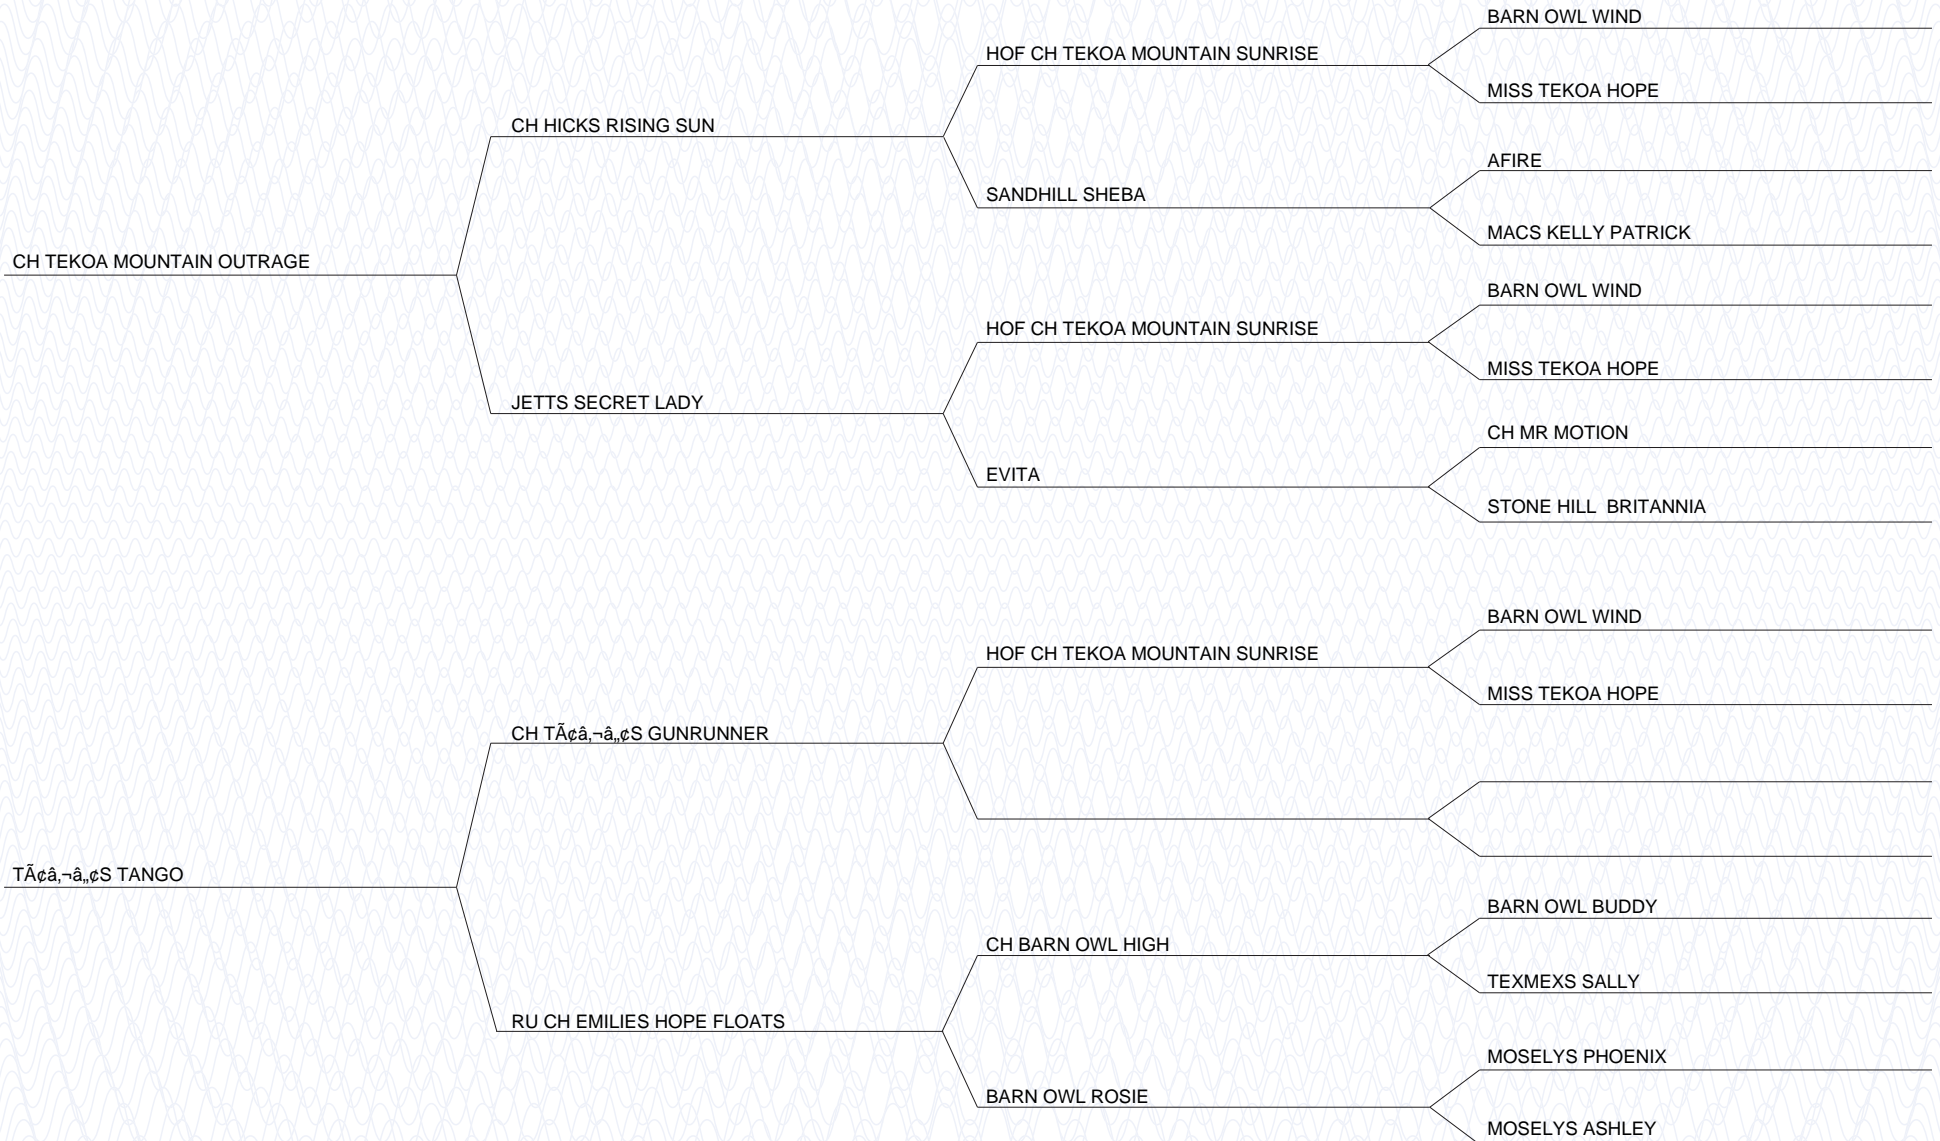 BARN OWL WIND
HOF CH TEKOA MOUNTAIN SUNRISE
MISS TEKOA HOPE
CH HICKS RISING SUN
AFIRE
SANDHILL SHEBA
MACS KELLY PATRICK
CH TEKOA MOUNTAIN OUTRAGE
BARN OWL WIND
HOF CH TEKOA MOUNTAIN SUNRISE
MISS TEKOA HOPE
JETTS SECRET LADY
CH MR MOTION
EVITA
STONE HILL  BRITANNIA
BARN OWL WIND
HOF CH TEKOA MOUNTAIN SUNRISE
MISS TEKOA HOPE
CH TÃ¢â‚¬â„¢S GUNRUNNER
TÃ¢â‚¬â„¢S TANGO
BARN OWL BUDDY
CH BARN OWL HIGH
TEXMEXS SALLY
RU CH EMILIES HOPE FLOATS
MOSELYS PHOENIX
BARN OWL ROSIE
MOSELYS ASHLEY